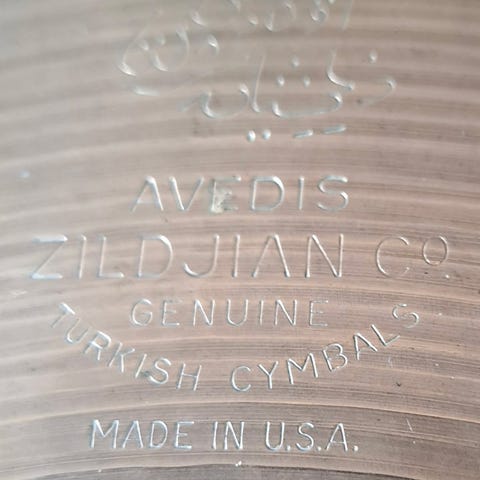 AVEDIS
ZILDJIAN CO
GENUINE
TURKISH CYMBALS
MADE IN U.S.A.